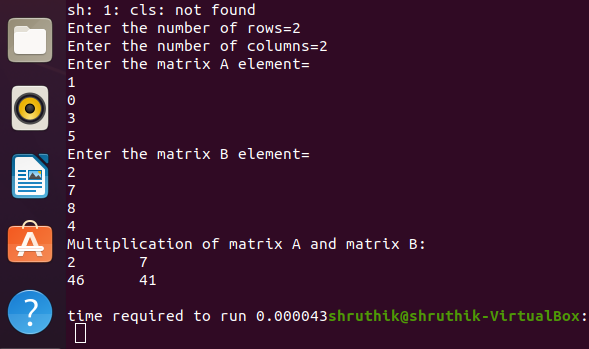 sh: 1: cls: not found
Enter the number of rows=2
Enter the number of columns=2
Enter the matrix A element=
1
0
3
5
Enter the matrix B element=
2
7
8
4
Multiplication of matrix A and matrix B:
2 7
46 41
time required to run 0.000043shruthik@shruthik-VirtualBox: